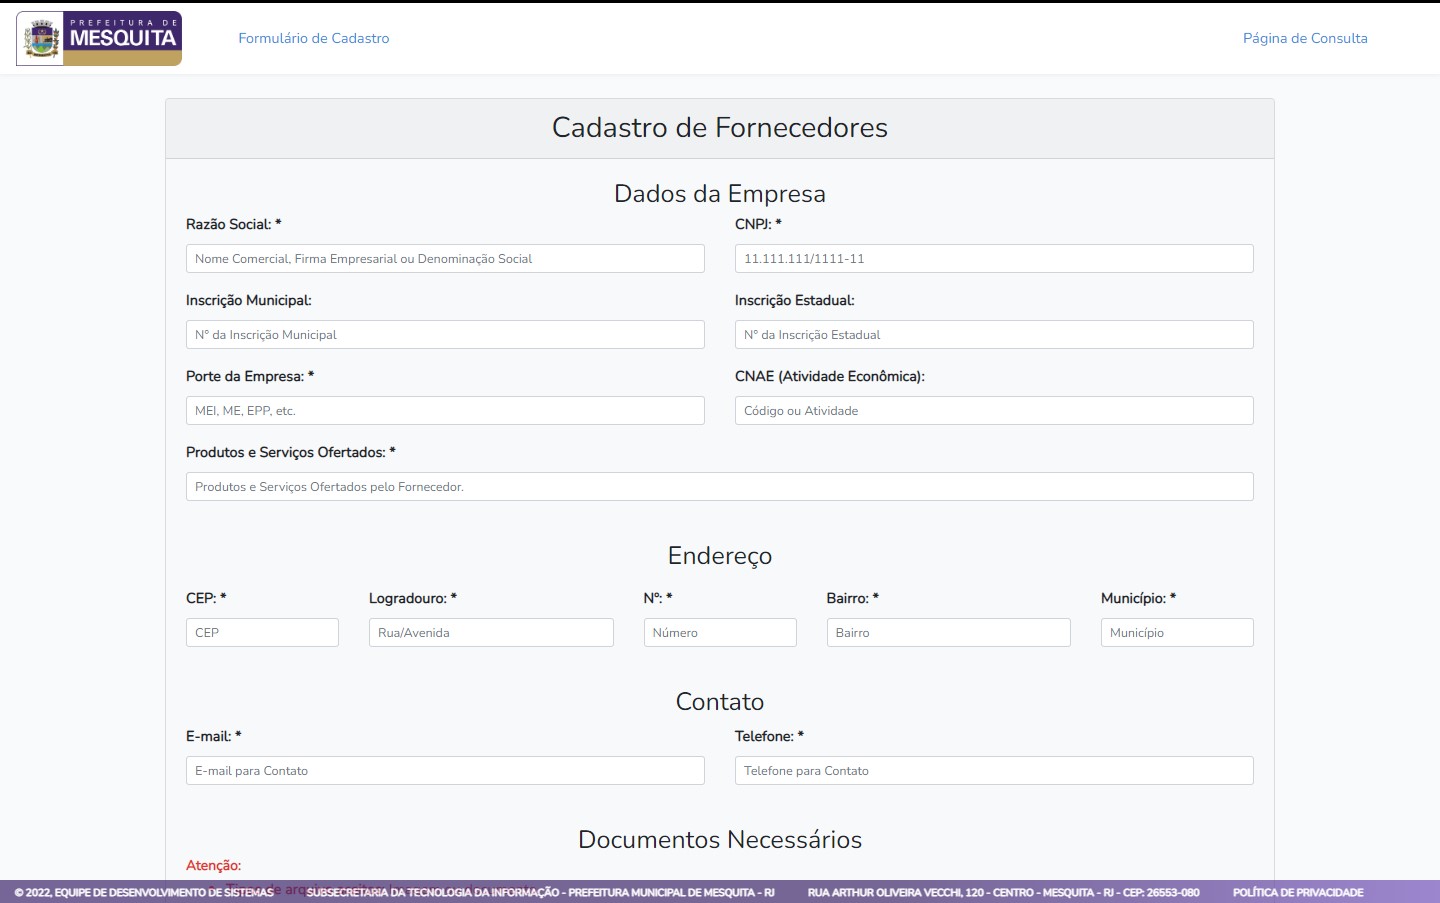 PREFEITURA DE
MESQUITA
Formulário de Cadastro
Página de Consulta
Cadastro de Fornecedores
Dados da Empresa
Razão Social: *
CNPJ: *
Nome Comercial, Firma Empresarial ou Denominação Social
11.111.111/1111-11
Inscrição Municipal:
Inscrição Estadual:
Nº da Inscrição Municipal
Nº da Inscrição Estadual
Porte da Empresa: *
CNAE (Atividade Econômica):
MEI, ME, EPP, etc.
Código ou Atividade
Produtos e Serviços Ofertados: *
Produtos e Serviços Ofertados pelo Fornecedor.
Endereço
CEP: *
Logradouro: *
Nº: *
Bairro: *
Município: *
CEP
Rua/Avenida
Número
Bairro
Município
Contato
E-mail: *
Telefone: *
E-mail para Contato
Telefone para Contato
Documentos Necessários
Atenção:
© 2022, EQUIPE DE DESENVOLVIMENTO DE SISTEMAS
SUBSECRETARIA DA TECNOLOGIA DA INFORMAÇÃO - PREFEITURA MUNICIPAL DE MESQUITA - RJ
RUA ARTHUR OLIVEIRA VECCHI, 120 - CENTRO - MESQUITA - RJ - CEP: 26553-080
POLÍTICA DE PRIVACIDADE